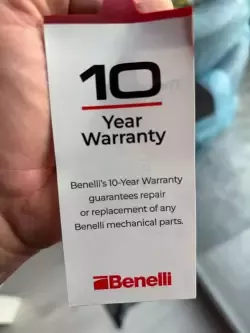 10
Year
Warranty
Benelli's 10-Year Warranty
guarantees repair
or replacement of any
Benelli mechanical parts.
Benelli